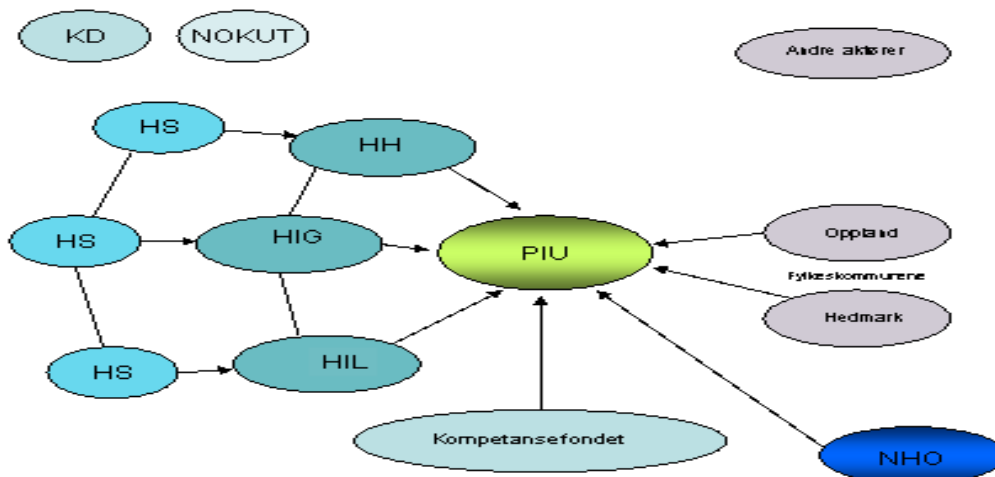 KD
NOKUT
Andre aktører
HS
HH
HS
HIG
PIU
Oppland
Fylkeskommunene
Hedmark
HS
HIL
Kompetansefondet
NHO